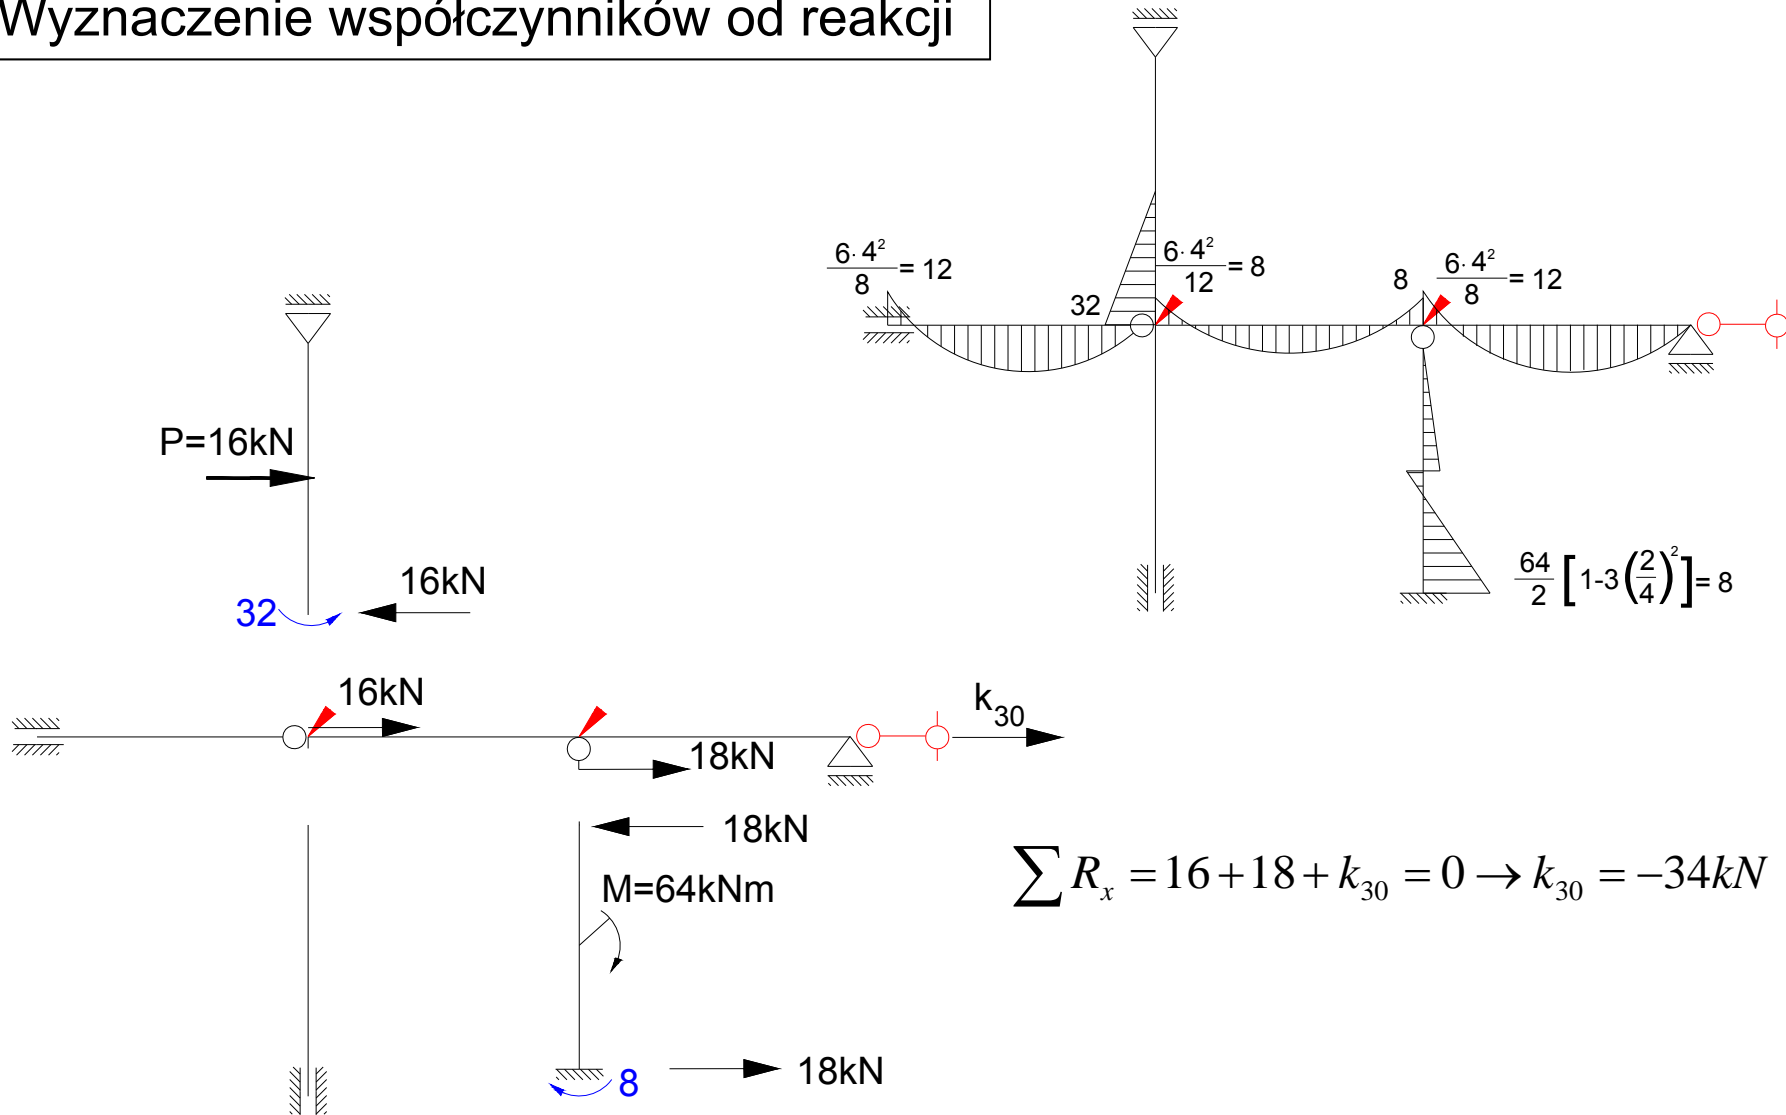 Wyznaczenie współczynników od reakcji
6·4²/8 = 12
32
6·4²/12 = 8
8
6·4²/8 = 12
64/2 [1-3(2/4)²] = 8
P=16kN
16kN
32
16kN
18kN
k₃₀
18kN
M=64kNm
8
18kN
∑Rₓ = 16 + 18 + k₃₀ = 0 → k₃₀ = −34kN